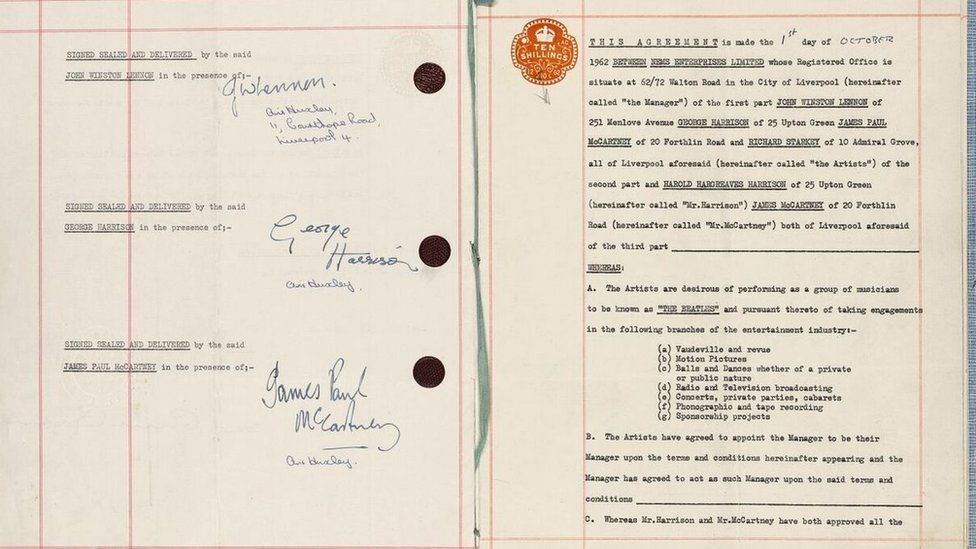 SIGNED SEALED AND DELIVERED by the said
JOHN WINSTON LENNON in the presence of;-
JWLennon.
11,
Liverpool 4.
SIGNED SEALED AND DELIVERED by the said
GEORGE HARRISON in the presence of;-
George
Harrison
SIGNED SEALED AND DELIVERED by the said
JAMES PAUL McCARTNEY in the presence of;-
James Paul
McCartney
TEN
SHILLINGS
THIS AGREEMENT is made the 1st day of OCTOBER
1962 BETWEEN NEMS ENTERPRISES LIMITED whose Registered Office is
situate at 62/72 Walton Road in the City of Liverpool (hereinafter
called "the Manager") of the first part JOHN WINSTON LENNON of
251 Menlove Avenue GEORGE HARRISON of 25 Upton Green JAMES PAUL
McCARTNEY of 20 Forthlin Road and RICHARD STARKEY of 10 Admiral Grove,
all of Liverpool aforesaid (hereinafter called "the Artists") of the
second part and HAROLD HARGREAVES HARRISON of 25 Upton Green
(hereinafter called "Mr.Harrison") JAMES McCARTNEY of 20 Forthlin
Road (hereinafter called "Mr.McCartney") both of Liverpool aforesaid
of the third part
WHEREAS:
A. The Artists are desirous of performing as a group of musicians
to be known as "THE BEATLES" and pursuant thereto of taking engagements
in the following branches of the entertainment industry:-
(a) Vaudeville and revue
(b) Motion Pictures
(c) Balls and Dances whether of a private
or public nature
(d) Radio and Television broadcasting
(e) Concerts, private parties, cabarets
(f) Phonographic and tape recording
(g) Sponsorship projects
B. The Artists have agreed to appoint the Manager to be their
Manager upon the terms and conditions hereinafter appearing and the
Manager has agreed to act as such Manager upon the said terms and
conditions
C. Whereas Mr.Harrison and Mr.McCartney have both approved all the